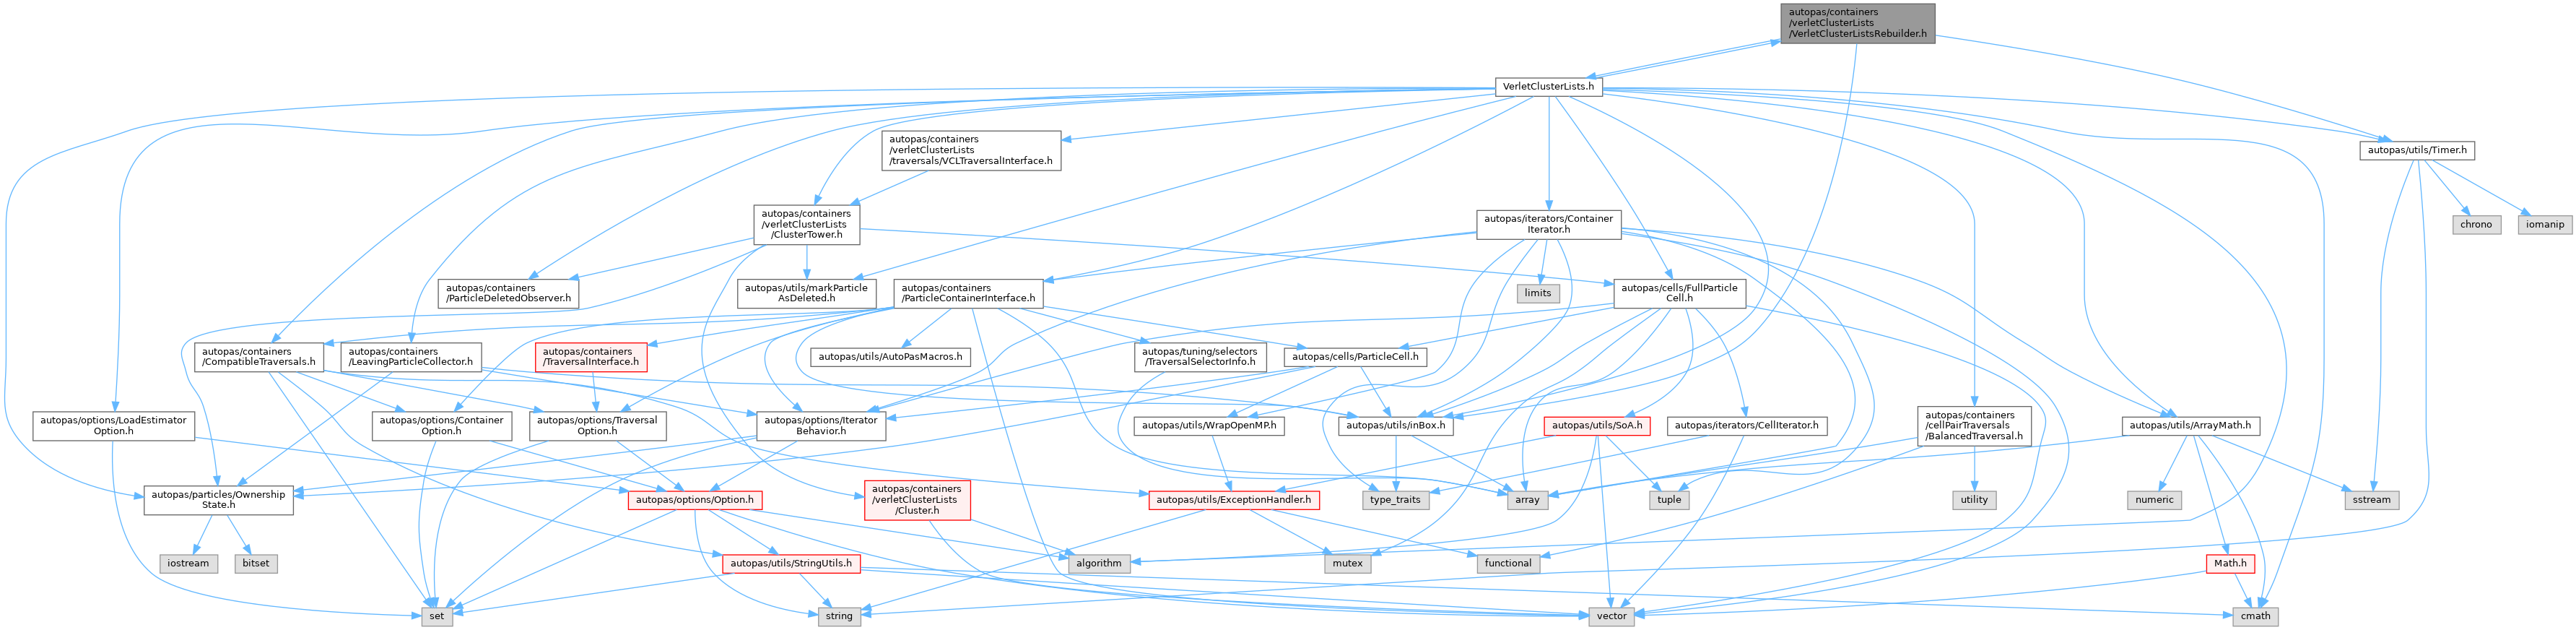 autopas/containers
/verletClusterLists
/VerletClusterListsRebuilder.h
VerletClusterLists.h
autopas/containers
/verletClusterLists
/traversals/VCLTraversalInterface.h
autopas/utils/Timer.h
autopas/containers
/verletClusterLists
/ClusterTower.h
autopas/iterators/Container
Iterator.h
chrono
iomanip
autopas/containers
/ParticleDeletedObserver.h
autopas/utils/markParticle
AsDeleted.h
autopas/containers
/ParticleContainerInterface.h
limits
autopas/cells/FullParticle
Cell.h
autopas/containers
/CompatibleTraversals.h
autopas/containers
/LeavingParticleCollector.h
autopas/containers
/TraversalInterface.h
autopas/utils/AutoPasMacros.h
autopas/tuning/selectors
/TraversalSelectorInfo.h
autopas/cells/ParticleCell.h
autopas/options/LoadEstimator
Option.h
autopas/options/Container
Option.h
autopas/options/Traversal
Option.h
autopas/options/Iterator
Behavior.h
autopas/utils/WrapOpenMP.h
autopas/utils/inBox.h
autopas/utils/SoA.h
autopas/iterators/CellIterator.h
autopas/containers
/cellPairTraversals
/BalancedTraversal.h
autopas/utils/ArrayMath.h
autopas/particles/Ownership
State.h
autopas/options/Option.h
autopas/containers
/verletClusterLists
/Cluster.h
autopas/utils/ExceptionHandler.h
type_traits
array
tuple
utility
numeric
sstream
iostream
bitset
autopas/utils/StringUtils.h
algorithm
mutex
functional
Math.h
set
string
vector
cmath